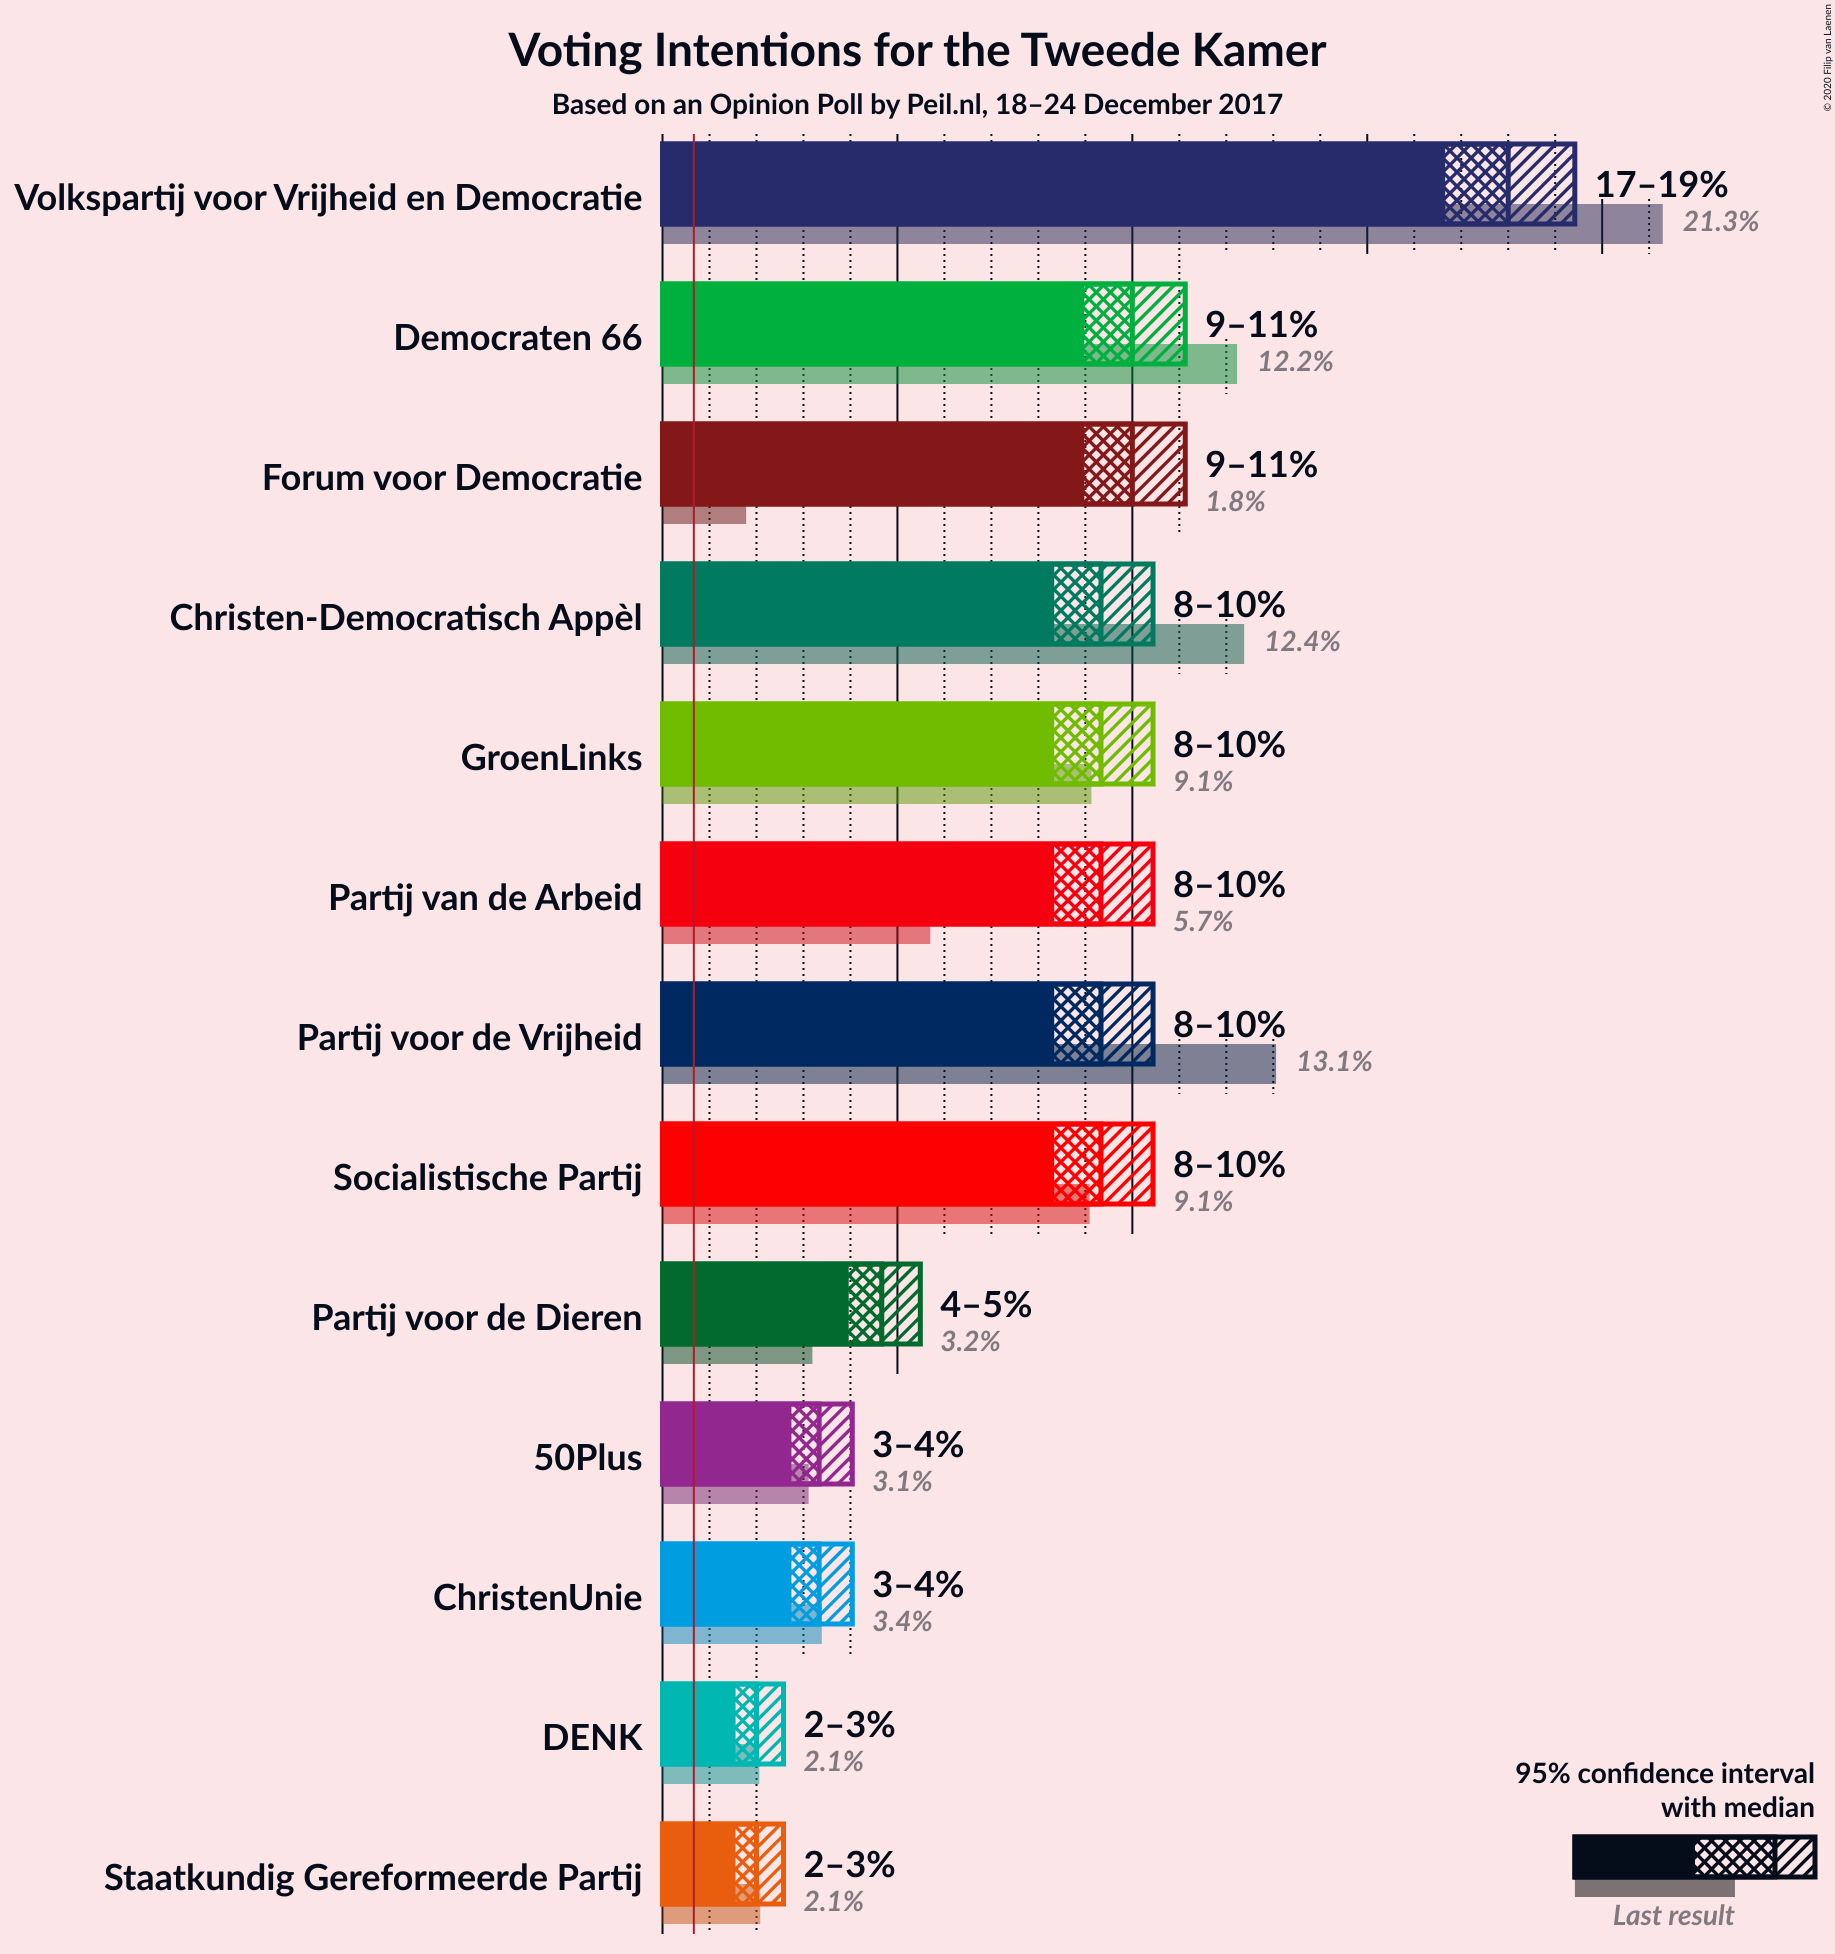 Voting Intentions for the Tweede Kamer
Based on an Opinion Poll by Peil.nl, 18–24 December 2017
© 2020 Filip van Laenen
Volkspartij voor Vrijheid en Democratie
17–19%
21.3%
Democraten 66
9–11%
12.2%
Forum voor Democratie
9–11%
1.8%
Christen-Democratisch Appèl
8–10%
12.4%
GroenLinks
8–10%
9.1%
Partij van de Arbeid
8–10%
5.7%
Partij voor de Vrijheid
8–10%
13.1%
Socialistische Partij
8–10%
9.1%
Partij voor de Dieren
4–5%
3.2%
50Plus
3–4%
3.1%
ChristenUnie
3–4%
3.4%
DENK
2–3%
2.1%
Staatkundig Gereformeerde Partij
2–3%
2.1%
95% confidence interval
with median
Last result